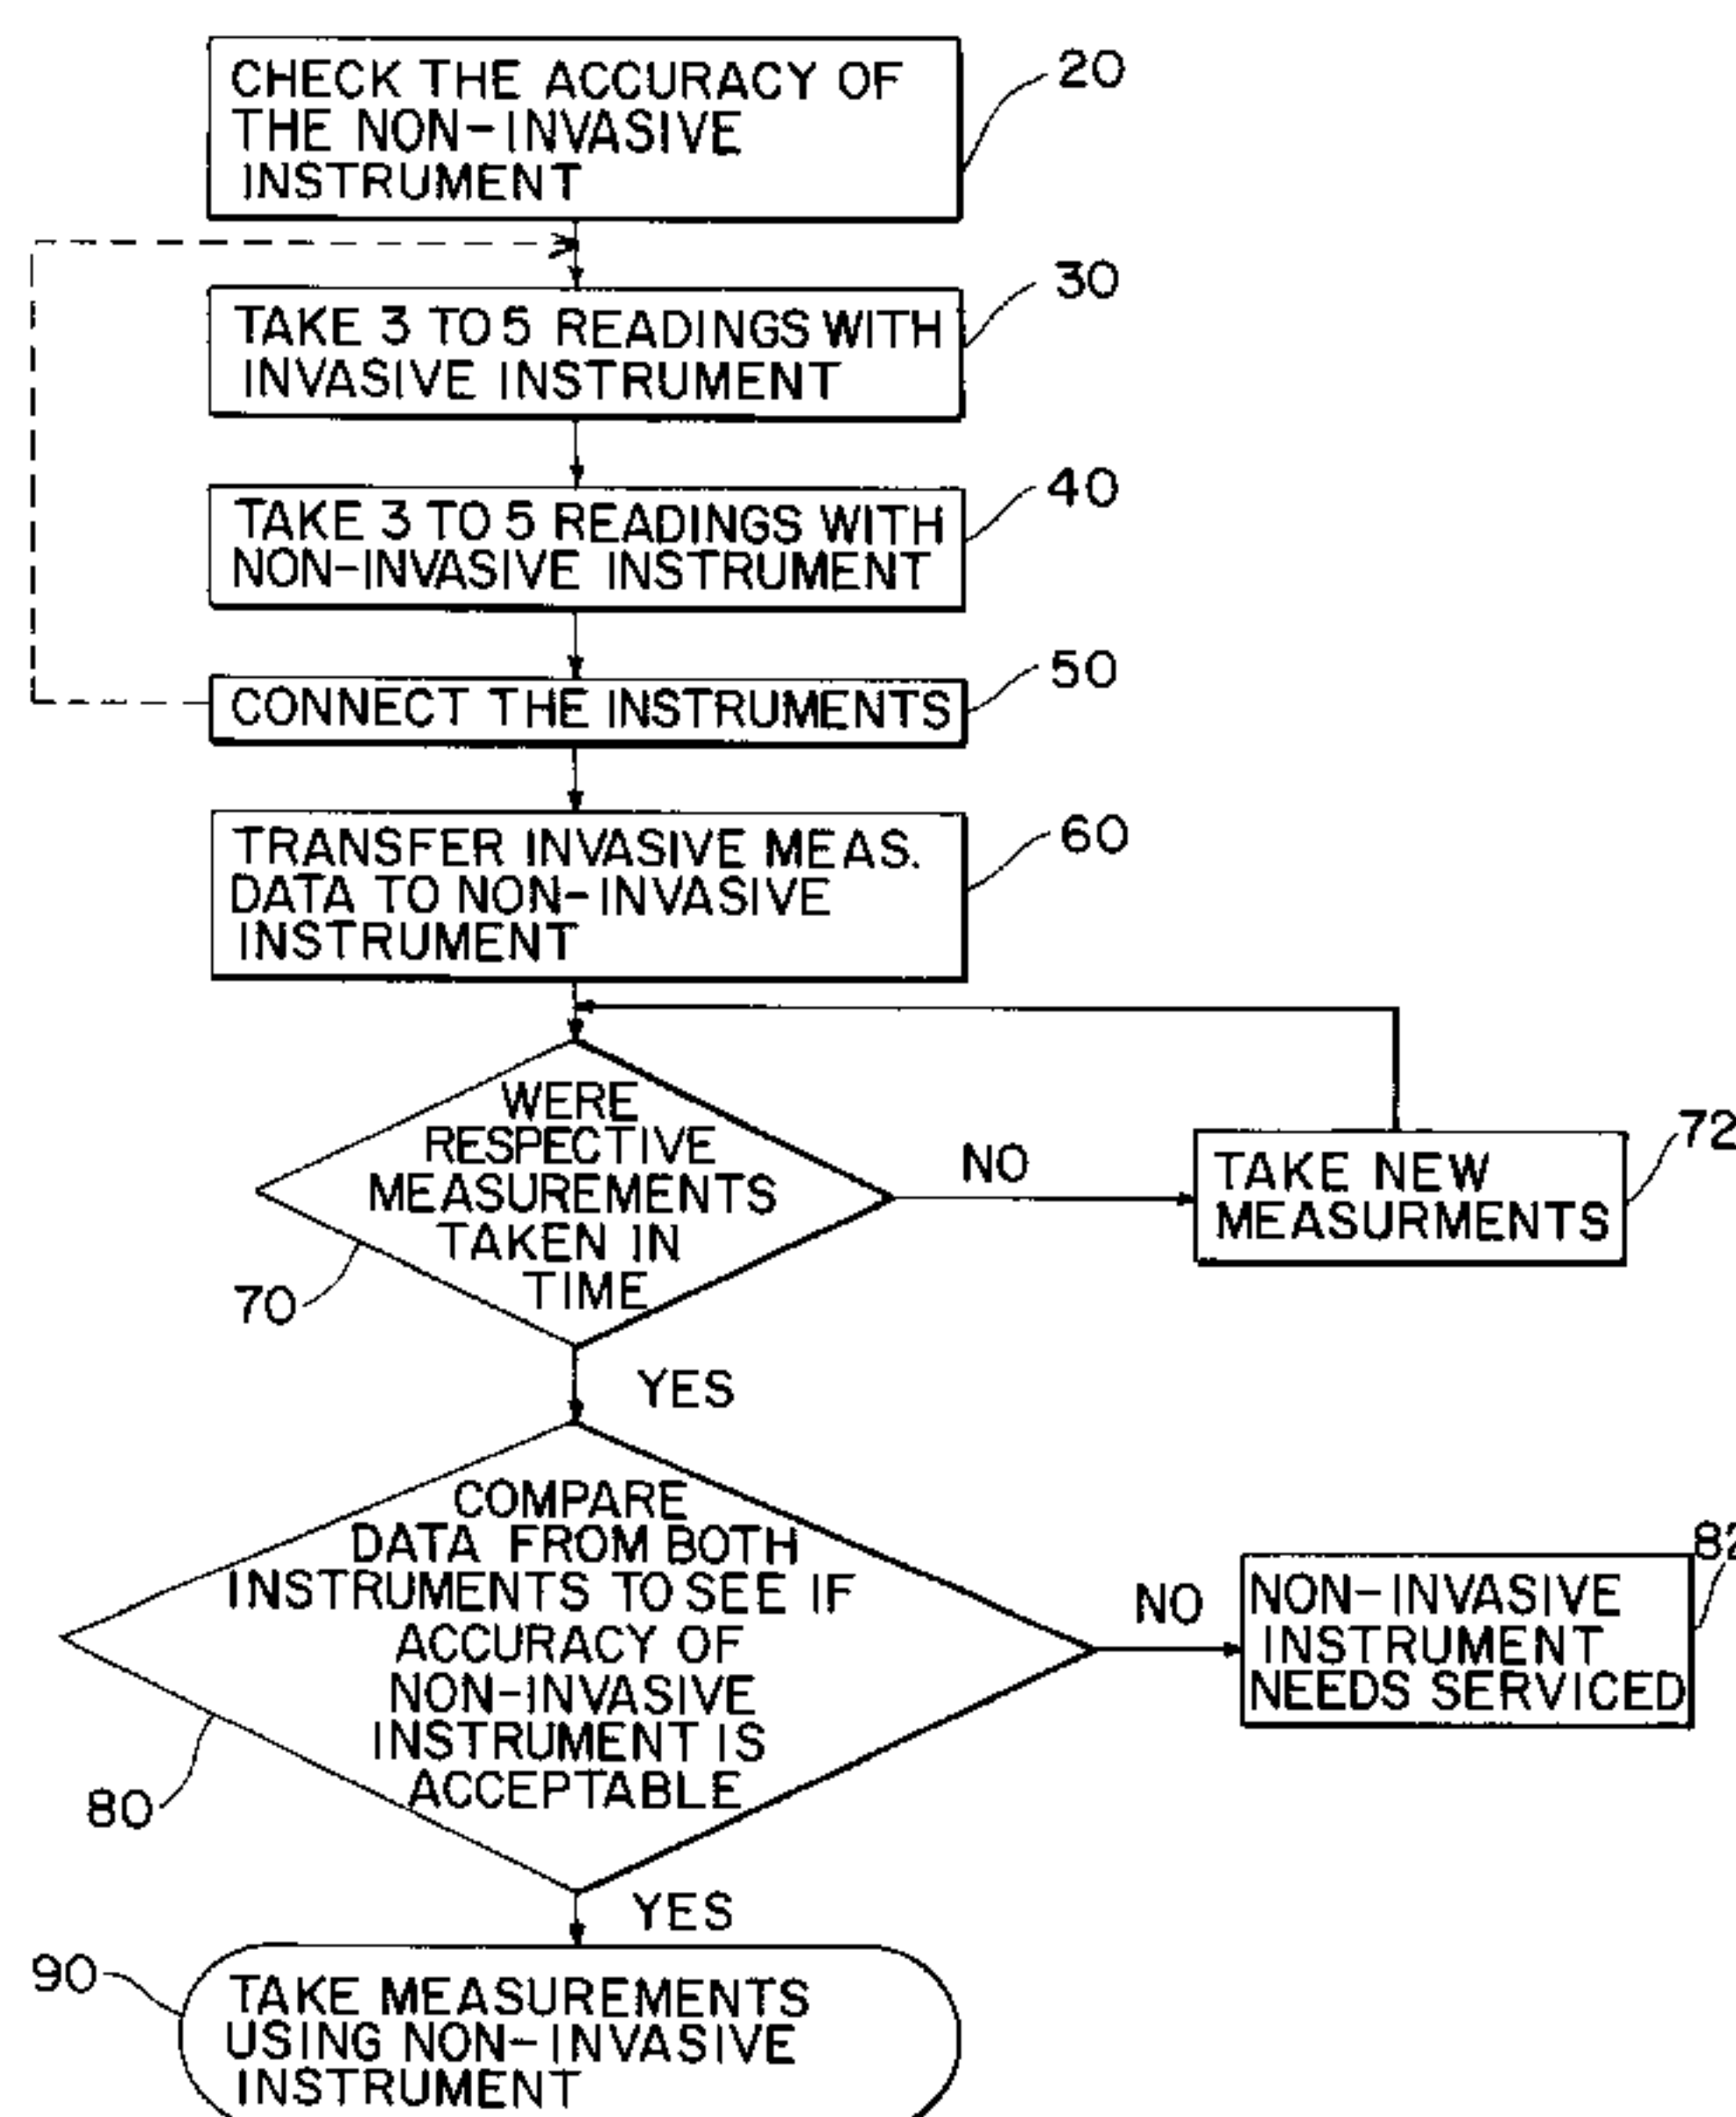 CHECK THE ACCURACY OF
THE NON-INVASIVE
INSTRUMENT
20
TAKE 3 TO 5 READINGS WITH
INVASIVE INSTRUMENT
30
TAKE 3 TO 5 READINGS WITH
NON-INVASIVE INSTRUMENT
40
CONNECT THE INSTRUMENTS
50
TRANSFER INVASIVE MEAS.
DATA TO NON-INVASIVE
INSTRUMENT
60
WERE
RESPECTIVE
MEASUREMENTS
TAKEN IN
TIME
70
NO
TAKE NEW
MEASURMENTS
72
YES
COMPARE
DATA FROM BOTH
INSTRUMENTS TO SEE IF
ACCURACY OF
NON-INVASIVE
INSTRUMENT IS
ACCEPTABLE
80
NO
NON-INVASIVE
INSTRUMENT
NEEDS SERVICED
82
YES
90
TAKE MEASUREMENTS
USING NON-INVASIVE
INSTRUMENT